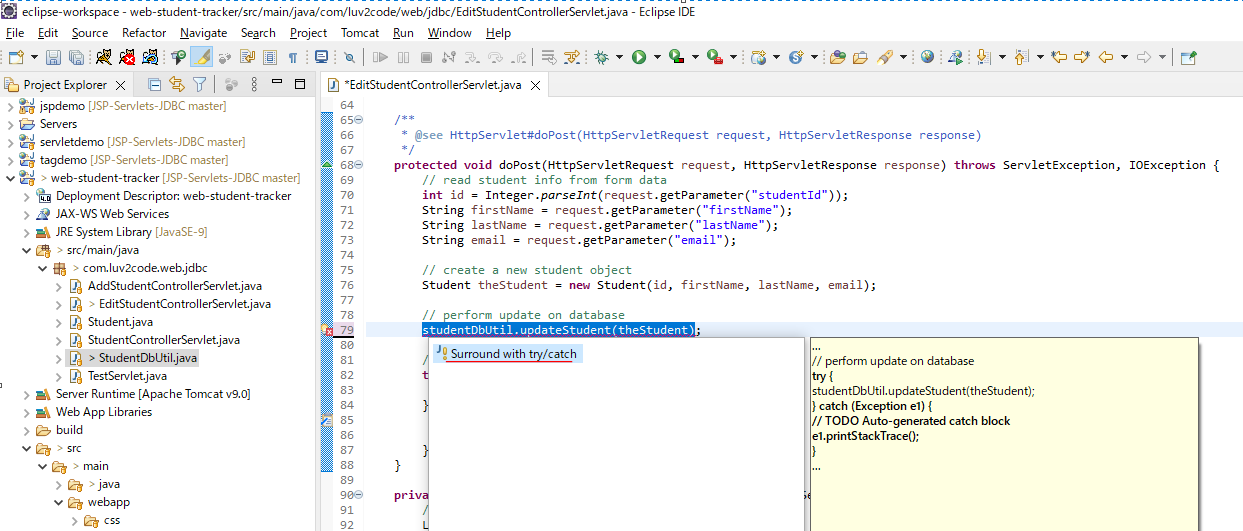 eclipse-workspace - web-student-tracker/src/main/java/com/luv2code/web/jdbc/EditStudentControllerServlet.java - Eclipse IDE
File Edit Source Refactor Navigate Search Project Tomcat Run Window Help
Project Explorer
jspdemo [JSP-Servlets-JDBC master]
Servers
servletdemo [JSP-Servlets-JDBC master]
tagdemo [JSP-Servlets-JDBC master]
> web-student-tracker [JSP-Servlets-JDBC master]
Deployment Descriptor: web-student-tracker
JAX-WS Web Services
JRE System Library [JavaSE-9]
> src/main/java
> com.luv2code.web.jdbc
AddStudentControllerServlet.java
> EditStudentControllerServlet.java
Student.java
StudentControllerServlet.java
> StudentDbUtil.java
TestServlet.java
Server Runtime [Apache Tomcat v9.0]
Web App Libraries
build
> src
> main
> java
webapp
css
*EditStudentControllerServlet.java
64
65 /**
66 * @see HttpServlet#doPost(HttpServletRequest request, HttpServletResponse response)
67 */
68 protected void doPost(HttpServletRequest request, HttpServletResponse response) throws ServletException, IOException {
69 // read student info from form data
70 int id = Integer.parseInt(request.getParameter("studentId"));
71 String firstName = request.getParameter("firstName");
72 String lastName = request.getParameter("lastName");
73 String email = request.getParameter("email");
74
75 // create a new student object
76 Student theStudent = new Student(id, firstName, lastName, email);
77
78 // perform update on database
79 studentDbUtil.updateStudent(theStudent);
80
81 /
82 t
83
84 }
85
86
87 }
88 }
89
90 priv
91 /
92
Surround with try/catch
...
// perform update on database
try {
studentDbUtil.updateStudent(theStudent);
} catch (Exception e1) {
// TODO Auto-generated catch block
e1.printStackTrace();
}
...